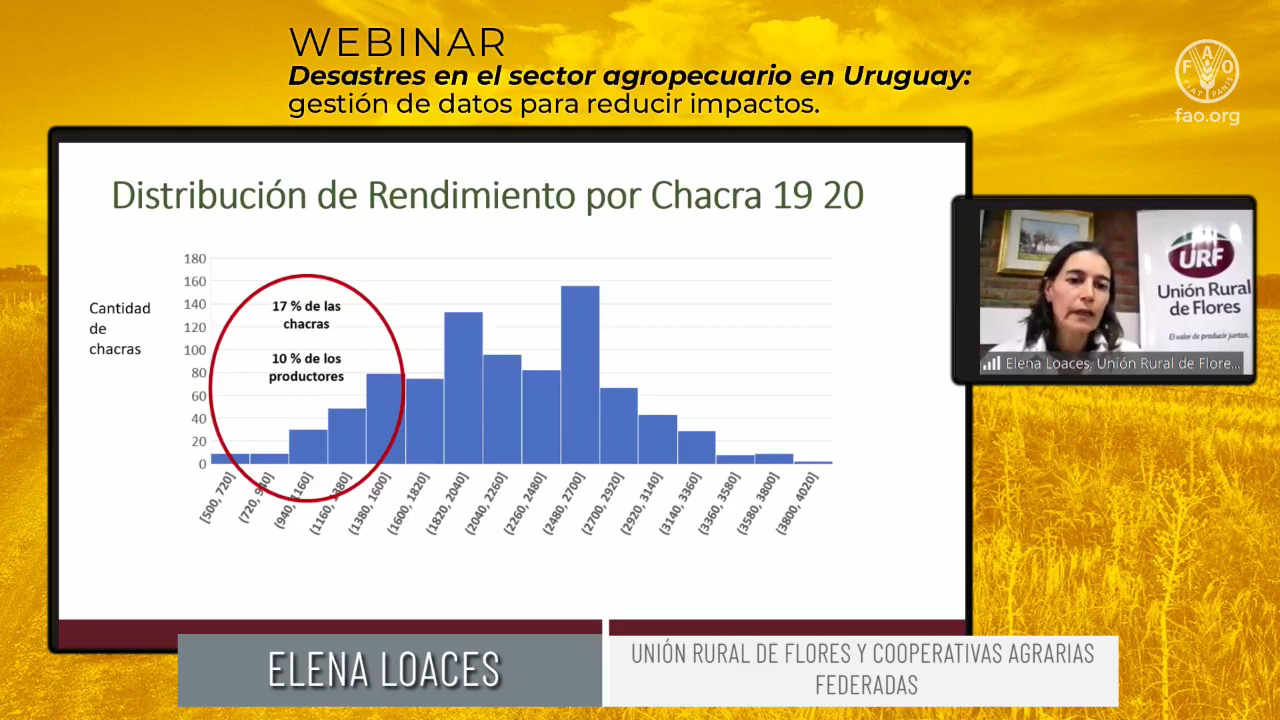 WEBINAR
Desastres en el sector agropecuario en Uruguay:
gestión de datos para reducir impactos.
F A O
FIAT PANIS
fao.org
Distribución de Rendimiento por Chacra 19 20
Cantidad
de
chacras
180
160
140
120
100
80
60
40
20
0
17 % de las
chacras
10 % de los
productores
[500, 720]
(720, 940]
(940, 1160]
(1160, 1380]
(1380, 1600]
(1600, 1820]
(1820, 2040]
(2040, 2260]
(2260, 2480]
(2480, 2700]
(2700, 2920]
(2920, 3140]
(3140, 3360]
(3360, 3580]
(3580, 3800]
(3800, 4020]
URF
Unión Rural
de Flores
El valor de producir juntos.
Elena Loaces, Unión Rural de Flore...
ELENA LOACES
UNIÓN RURAL DE FLORES Y COOPERATIVAS AGRARIAS
FEDERADAS